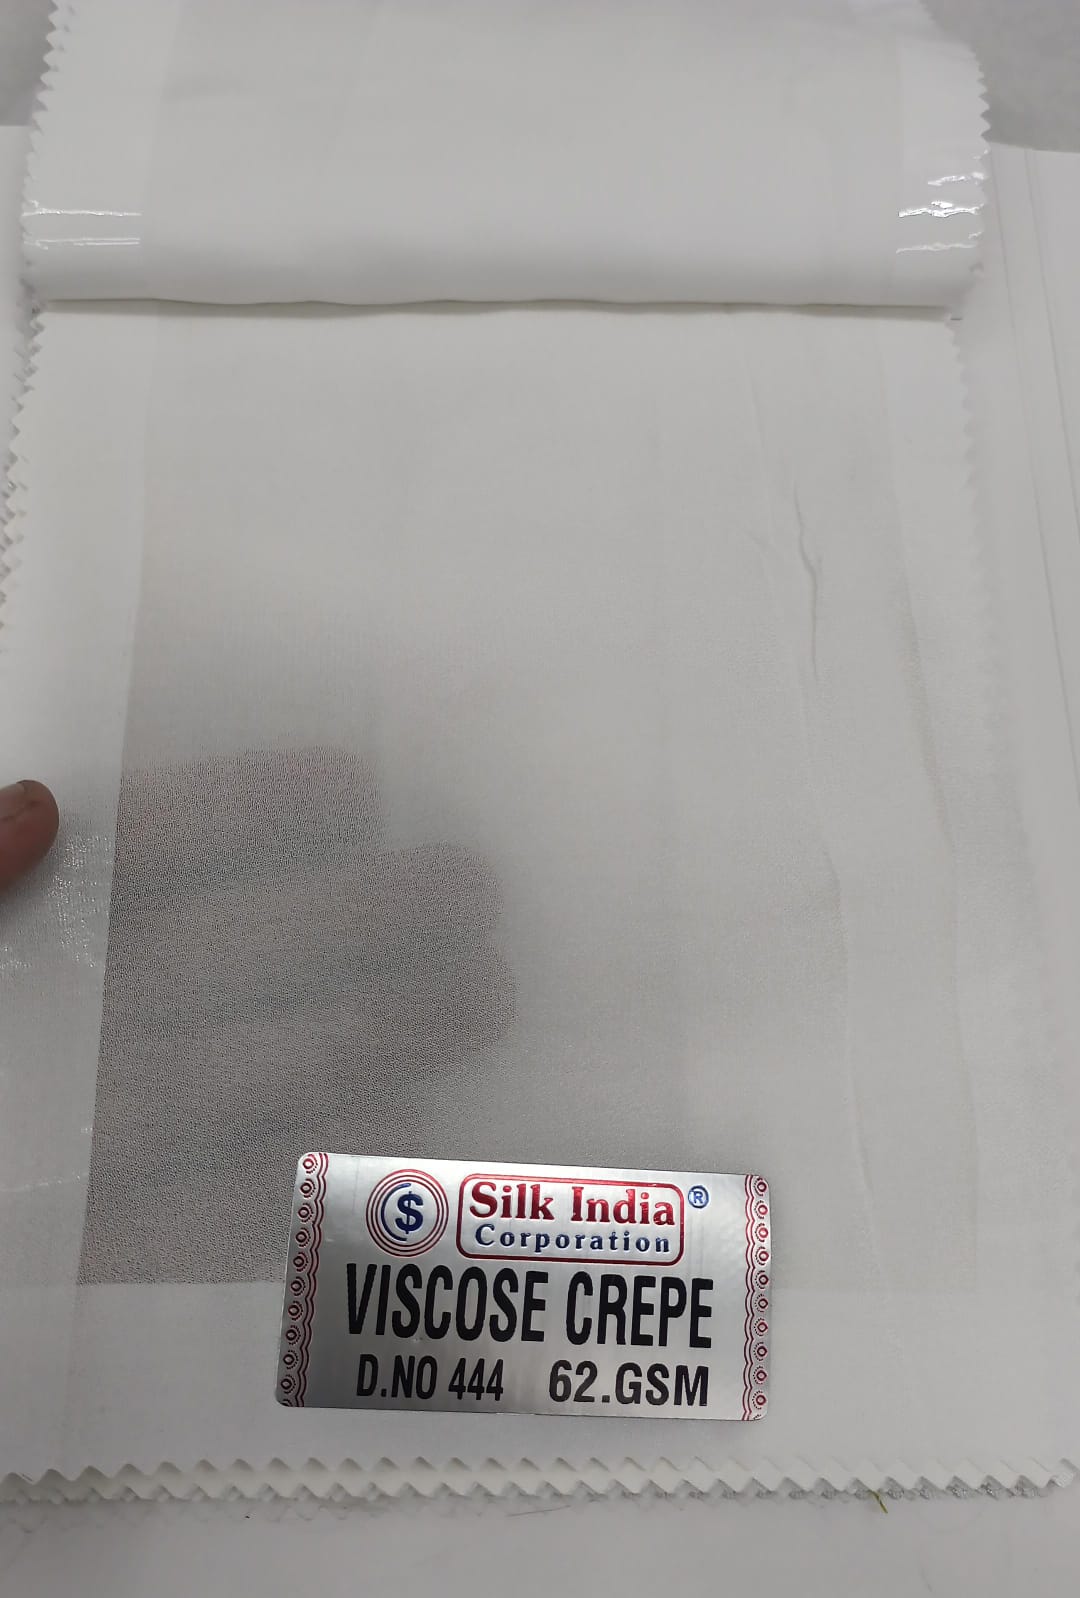 $ Silk India ®
Corporation
VISCOSE CREPE
D.NO 444 62.GSM